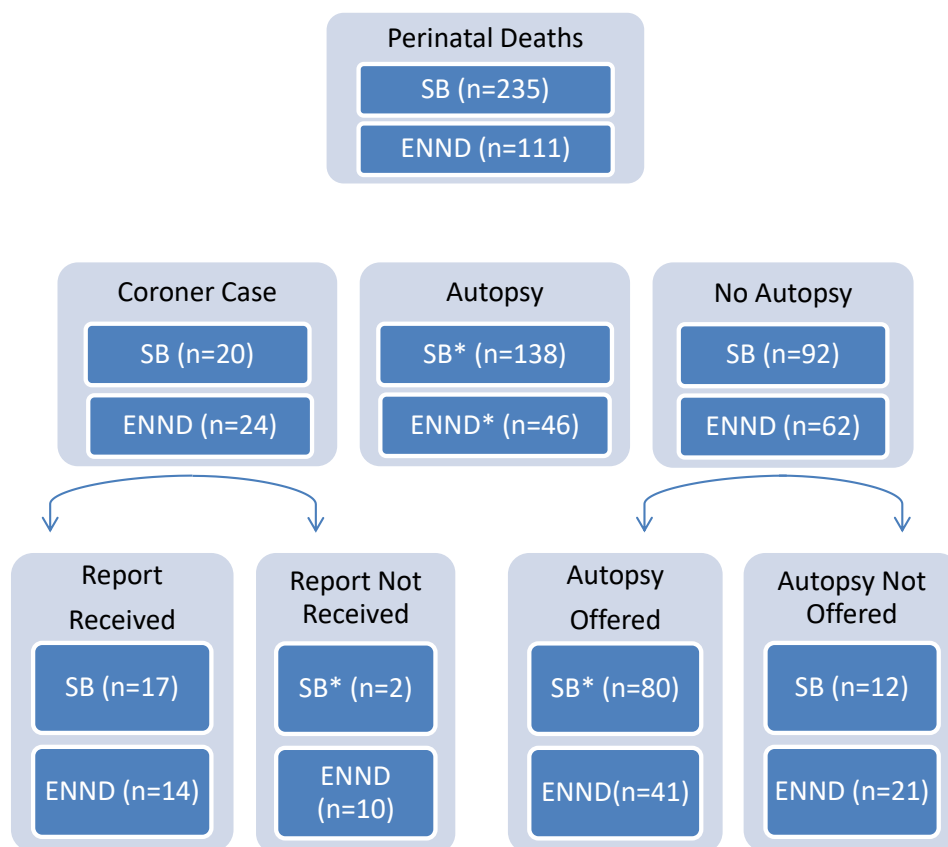 Perinatal Deaths
SB (n=235)
ENND (n=111)
Coroner Case
SB (n=20)
ENND (n=24)
Autopsy
SB* (n=138)
ENND* (n=46)
No Autopsy
SB (n=92)
ENND (n=62)
Report
Received
SB (n=17)
ENND (n=14)
Report Not
Received
SB* (n=2)
ENND
(n=10)
Autopsy
Offered
SB* (n=80)
ENND(n=41)
Autopsy Not
Offered
SB (n=12)
ENND (n=21)